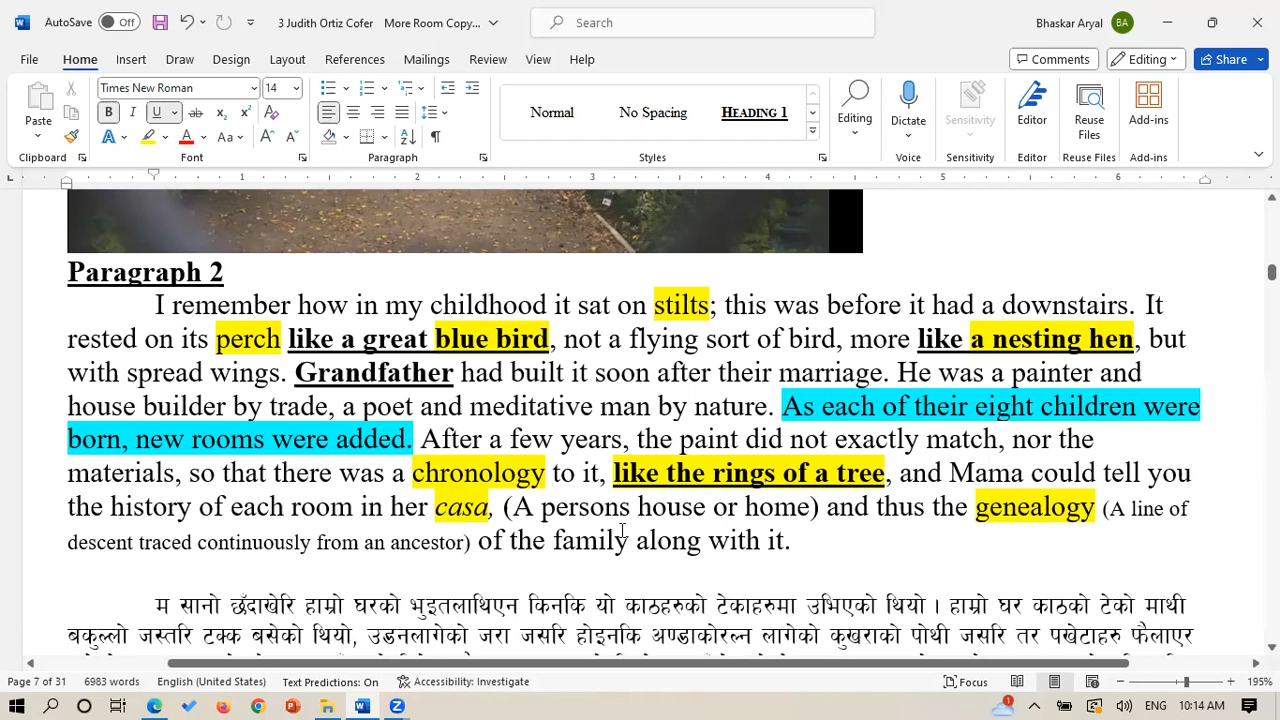 AutoSave Off 3 Judith Ortiz Cofer More Room Copy... Search Bhaskar Aryal BA
File Home Insert Draw Design Layout References Mailings Review View Help Comments Editing Share
Times New Roman 14
Normal No Spacing HEADING 1
Paste Editing Dictate Sensitivity Editor Reuse Files Add-ins
Clipboard Font Paragraph Styles Voice Sensitivity Editor Reuse Files Add-ins
1 2 3 4 5 6
Paragraph 2
I remember how in my childhood it sat on stilts; this was before it had a downstairs. It
rested on its perch like a great blue bird, not a flying sort of bird, more like a nesting hen, but
with spread wings. Grandfather had built it soon after their marriage. He was a painter and
house builder by trade, a poet and meditative man by nature. As each of their eight children were
born, new rooms were added. After a few years, the paint did not exactly match, nor the
materials, so that there was a chronology to it, like the rings of a tree, and Mama could tell you
the history of each room in her casa, (A persons house or home) and thus the genealogy (A line of
descent traced continuously from an ancestor) of the family along with it.
म सानो छँदाखेरि हाम्रो घरको भुइतलाथिएन किनकि यो काठहरुको टेकाहरुमा उभिएको थियो । हाम्रो घर काठको टेको माथी
बकुल्लो जस्तरि टक्क बसेको थियो, उडनलागेको जरा जसरि होइनकि अण्डाकोरल्न लागेको कुखराको पोथी जसरि तर पखेटाहरु फैलाएर
Page 7 of 31 6983 words English (United States) Text Predictions: On Accessibility: Investigate Focus 195%
1 ENG 10:14 AM